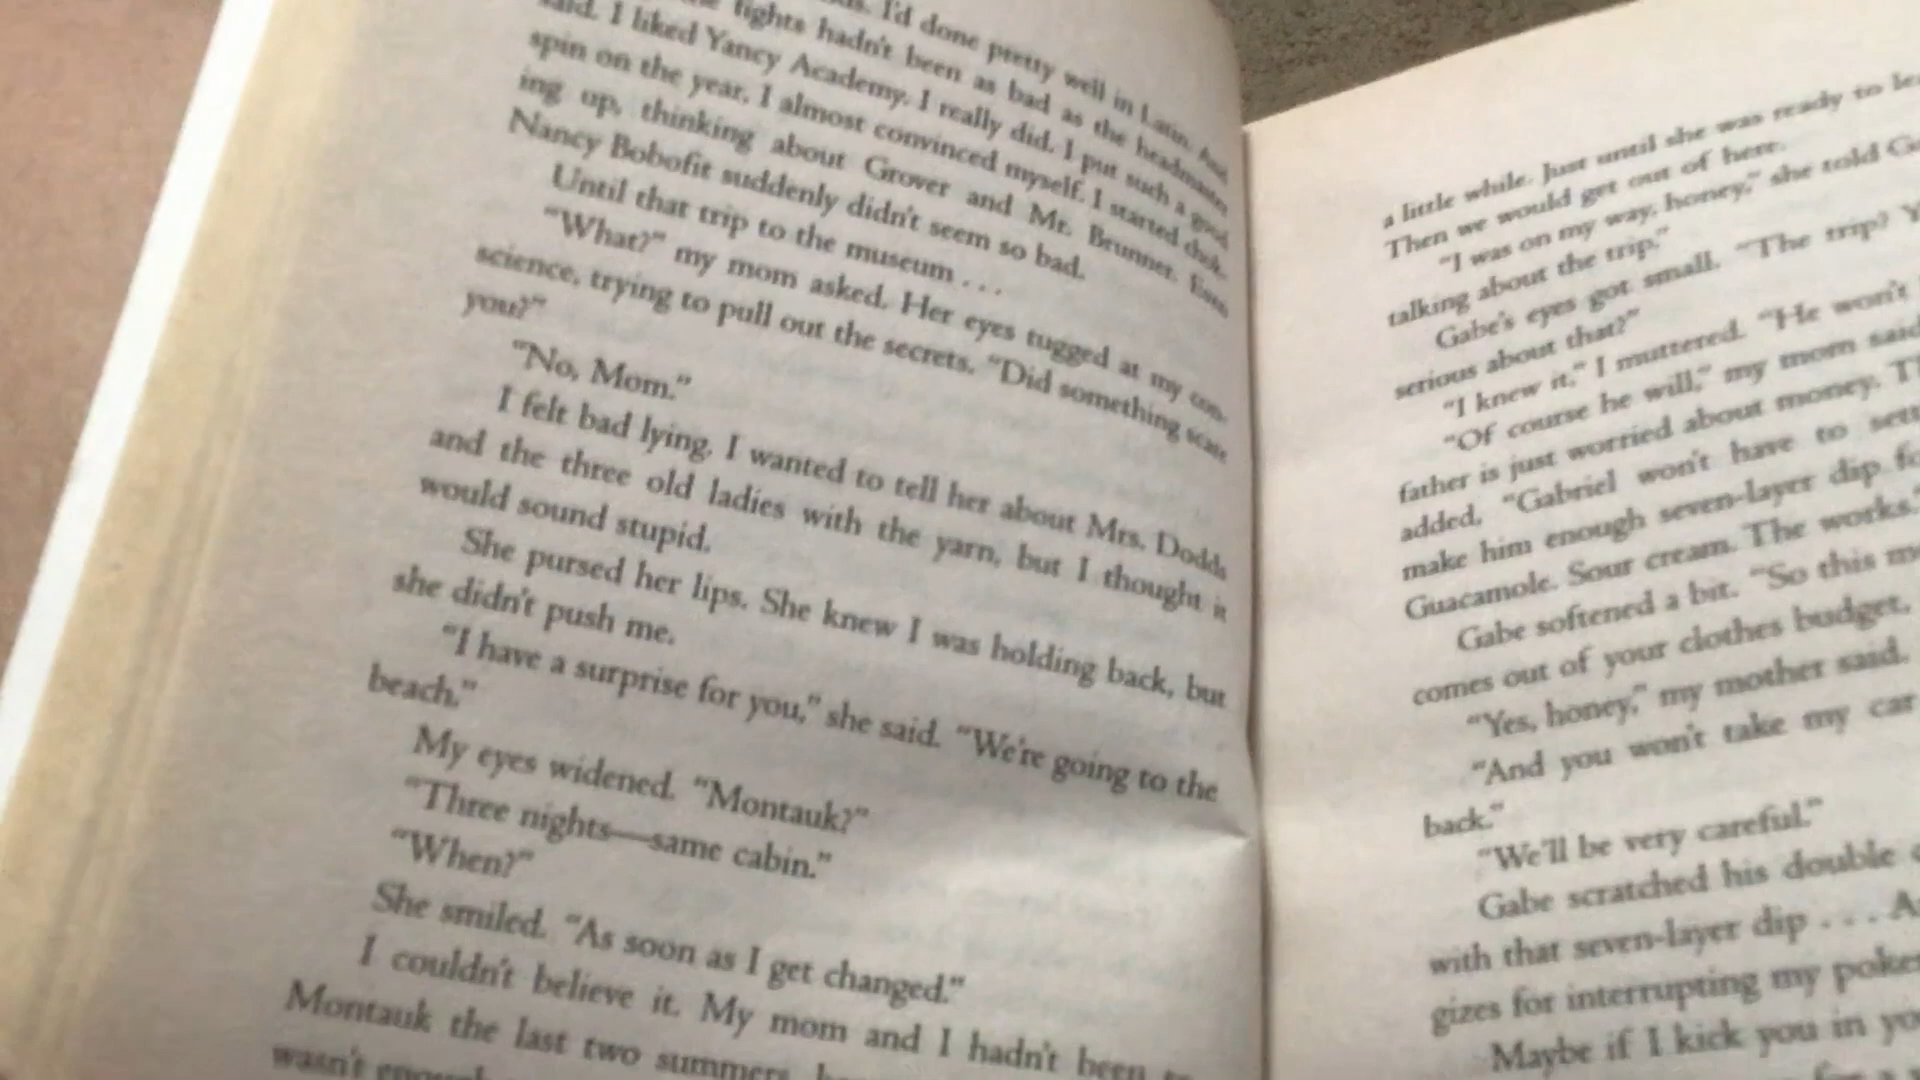 I'd done pretty well in Latin. And
lights hadn't been as bad as the headmaster
said. I liked Yancy Academy. I really did. I put such a good
spin on the year, I almost convinced myself. I started chok-
ing up, thinking about Grover and Mr. Brunner. Even
Nancy Bobofit suddenly didn't seem so bad.
Until that trip to the museum . . .
"What?" my mom asked. Her eyes tugged at my con-
science, trying to pull out the secrets. "Did something scare
you?"
"No, Mom."
I felt bad lying. I wanted to tell her about Mrs. Dodds
and the three old ladies with the yarn, but I thought it
would sound stupid.
She pursed her lips. She knew I was holding back, but
she didn't push me.
"I have a surprise for you," she said. "We're going to the
beach."
My eyes widened. "Montauk?"
"Three nights—same cabin."
"When?"
She smiled. "As soon as I get changed."
I couldn't believe it. My mom and I hadn't been to
Montauk the last two summers,
wasn't enough
a little while. Just until she was ready to
Then we would get out of here.
"I was on my way, honey," she told
talking about the trip."
Gabe's eyes got small. "The trip?
serious about that?"
"I knew it," I muttered. "He won't
"Of course he will," my mom said
father is just worried about money.
added, "Gabriel won't have to
make him enough seven-layer dip
Guacamole. Sour cream. The works."
Gabe softened a bit. "So this
comes out of your clothes budget,
"Yes, honey," my mother said.
"And you won't take my car
back."
"We'll be very careful."
Gabe scratched his double
with that seven-layer dip . . .
gizes for interrupting my poker
Maybe if I kick you in